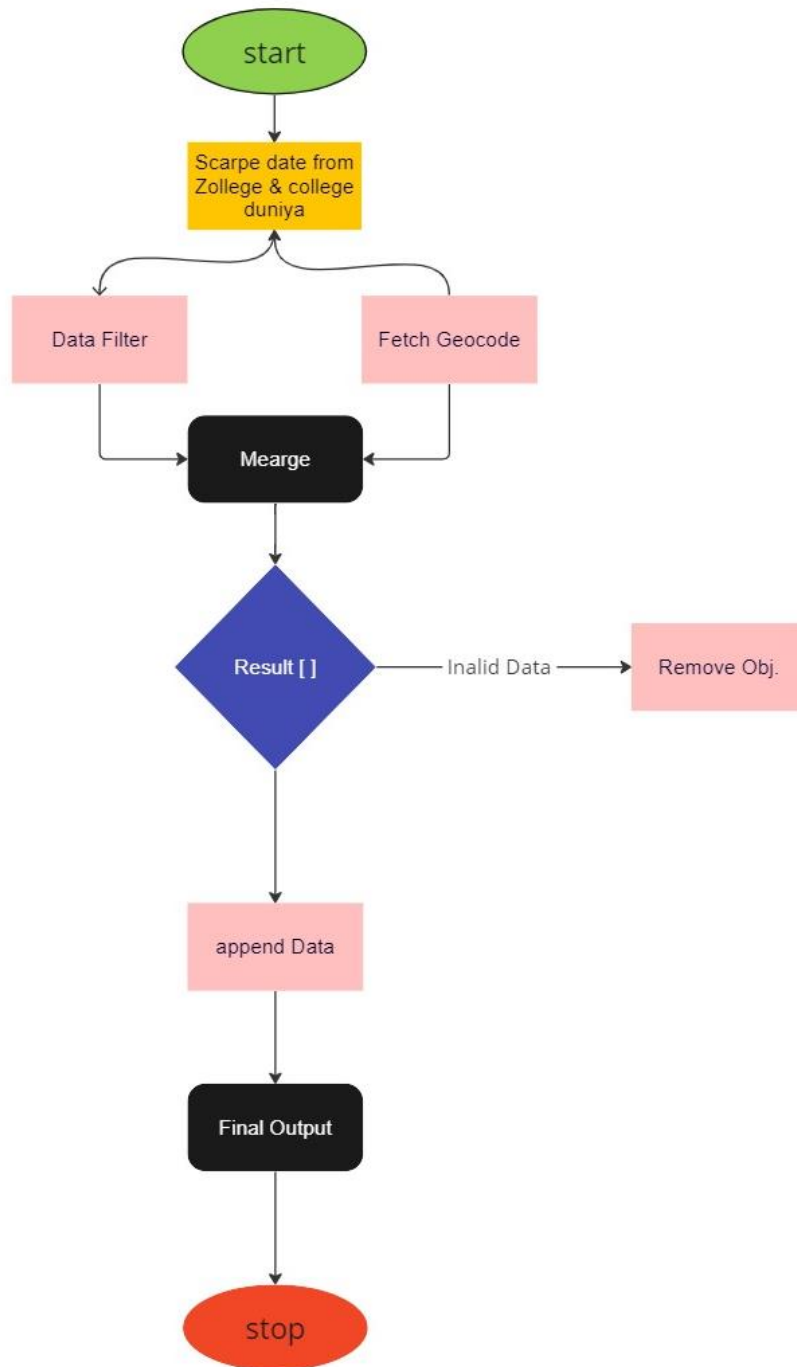 start
Scarpe date from
Zollege & college
duniya
Data Filter
Fetch Geocode
Mearge
Result [ ]
Inalid Data
Remove Obj.
append Data
Final Output
stop